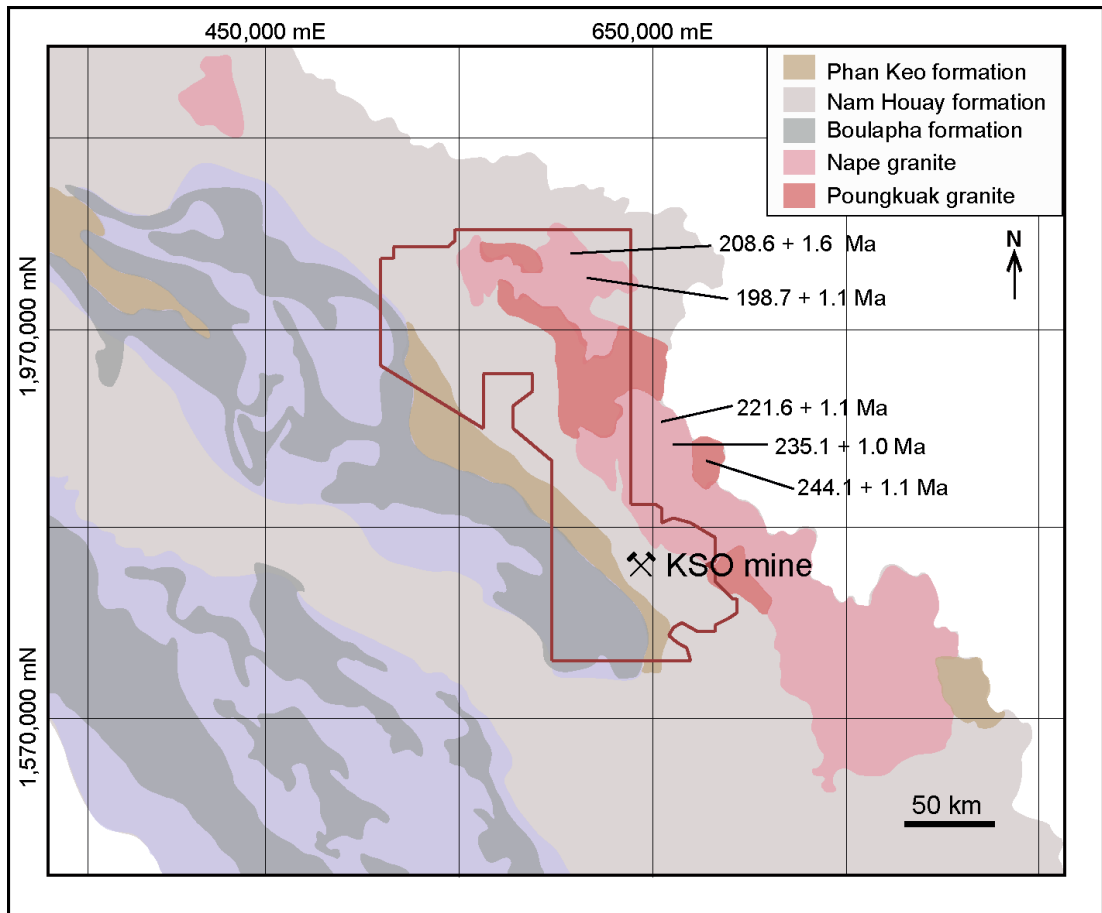 450,000 mE
650,000 mE
Phan Keo formation
Nam Houay formation
Boulapha formation
Nape granite
Poungkuak granite
208.6 + 1.6 Ma
N
198.7 + 1.1 Ma
1,970,000 mN
221.6 + 1.1 Ma
235.1 + 1.0 Ma
244.1 + 1.1 Ma
KSO mine
1,570,000 mN
50 km